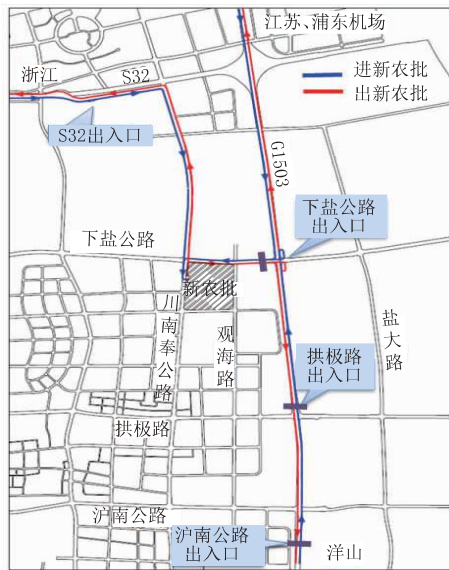 江苏、浦东机场
浙江
S32
进新农批
出新农批
S32出入口
G1503
下盐公路
出入口
下盐公路
新农批
川南奉公路
观海路
盐大路
拱极路
出入口
拱极路
沪南公路
沪南公路
出入口
洋山